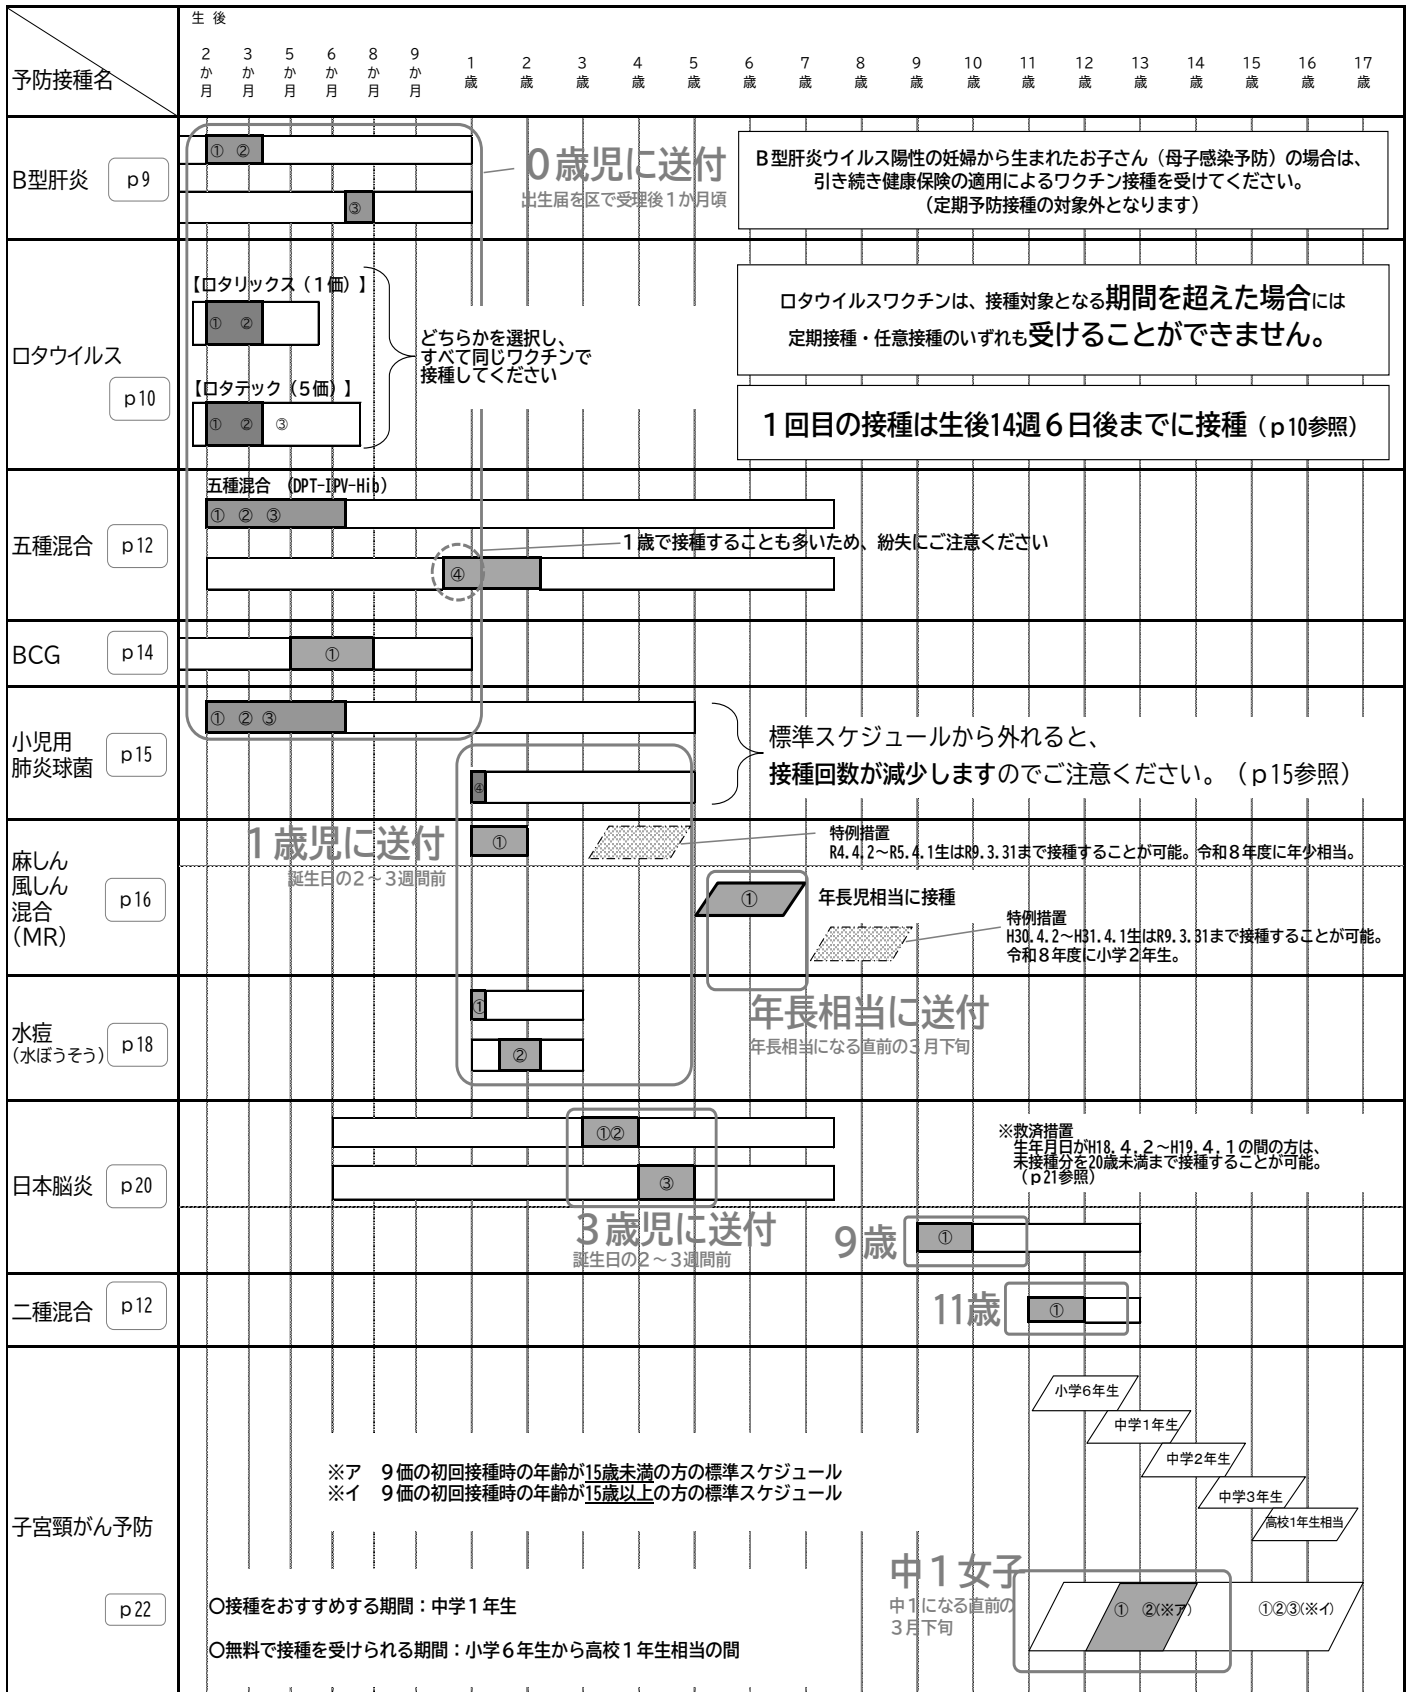 生後
予防接種名
2か月 3か月 5か月 6か月 8か月 9か月 1歳 2歳 3歳 4歳 5歳 6歳 7歳 8歳 9歳 10歳 11歳 12歳 13歳 14歳 15歳 16歳 17歳
B型肝炎 p9
① ②
③
0歳児に送付
出生届を区で受理後1か月頃
B型肝炎ウイルス陽性の妊婦から生まれたお子さん（母子感染予防）の場合は、
引き続き健康保険の適用によるワクチン接種を受けてください。
（定期予防接種の対象外となります）
ロタウイルス
p10
【ロタリックス（1価）】
① ②
【ロタテック（5価）】
① ② ③
どちらかを選択し、
すべて同じワクチンで
接種してください
ロタウイルスワクチンは、接種対象となる期間を超えた場合には
定期接種・任意接種のいずれも受けることができません。
1回目の接種は生後14週6日後までに接種（p10参照）
五種混合 p12
五種混合 （DPT-IPV-Hib）
① ② ③
1歳で接種することも多いため、紛失にご注意ください
④
BCG p14
①
小児用
肺炎球菌
p15
① ② ③
④
標準スケジュールから外れると、
接種回数が減少しますのでご注意ください。（p15参照）
1歳児に送付
誕生日の2～3週間前
麻しん
風しん
混合
(MR)
p16
①
特例措置
R4.4.2～R5.4.1生はR9.3.31まで接種することが可能。令和8年度に年少相当。
①
年長児相当に接種
特例措置
H30.4.2～H31.4.1生はR9.3.31まで接種することが可能。
令和8年度に小学2年生。
年長相当に送付
年長相当になる直前の3月下旬
水痘
(水ぼうそう)
p18
①
②
日本脳炎 p20
①②
③
※救済措置
生年月日がH18.4.2～H19.4.1の間の方は、
未接種分を20歳未満まで接種することが可能。
（p21参照）
3歳児に送付
誕生日の2～3週間前
9歳
①
二種混合 p12
11歳
①
子宮頸がん予防
p22
小学6年生
中学1年生
中学2年生
中学3年生
高校1年生相当
※ア 9価の初回接種時の年齢が15歳未満の方の標準スケジュール
※イ 9価の初回接種時の年齢が15歳以上の方の標準スケジュール
中1女子
中1になる直前の
3月下旬
① ②(※ア)
①②③(※イ)
○接種をおすすめする期間：中学1年生
○無料で接種を受けられる期間：小学6年生から高校1年生相当の間